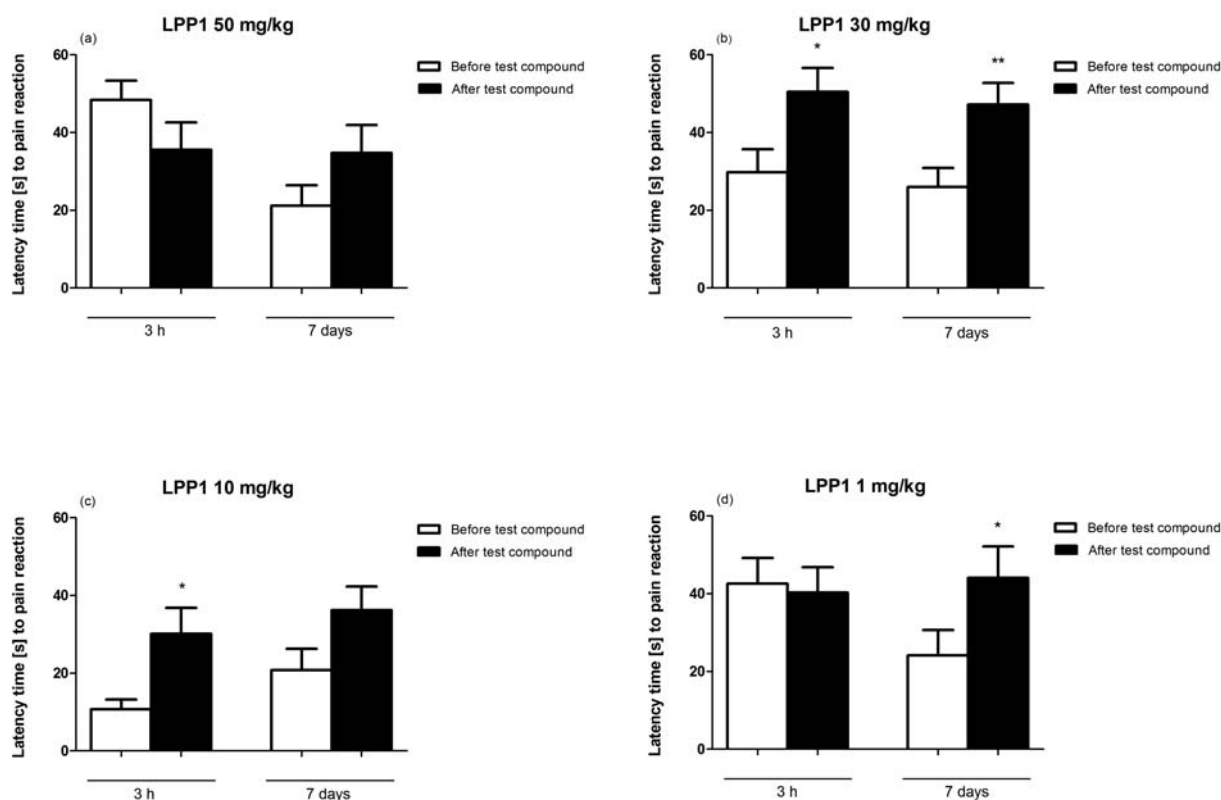 (a)
LPP1 50 mg/kg
Latency time [s] to pain reaction
60
40
20
0
Before test compound
After test compound
3 h
7 days
(b)
LPP1 30 mg/kg
Latency time [s] to pain reaction
60
40
20
0
*
**
Before test compound
After test compound
3 h
7 days
(c)
LPP1 10 mg/kg
Latency time [s] to pain reaction
60
40
20
0
*
Before test compound
After test compound
3 h
7 days
(d)
LPP1 1 mg/kg
Latency time [s] to pain reaction
60
40
20
0
*
Before test compound
After test compound
3 h
7 days